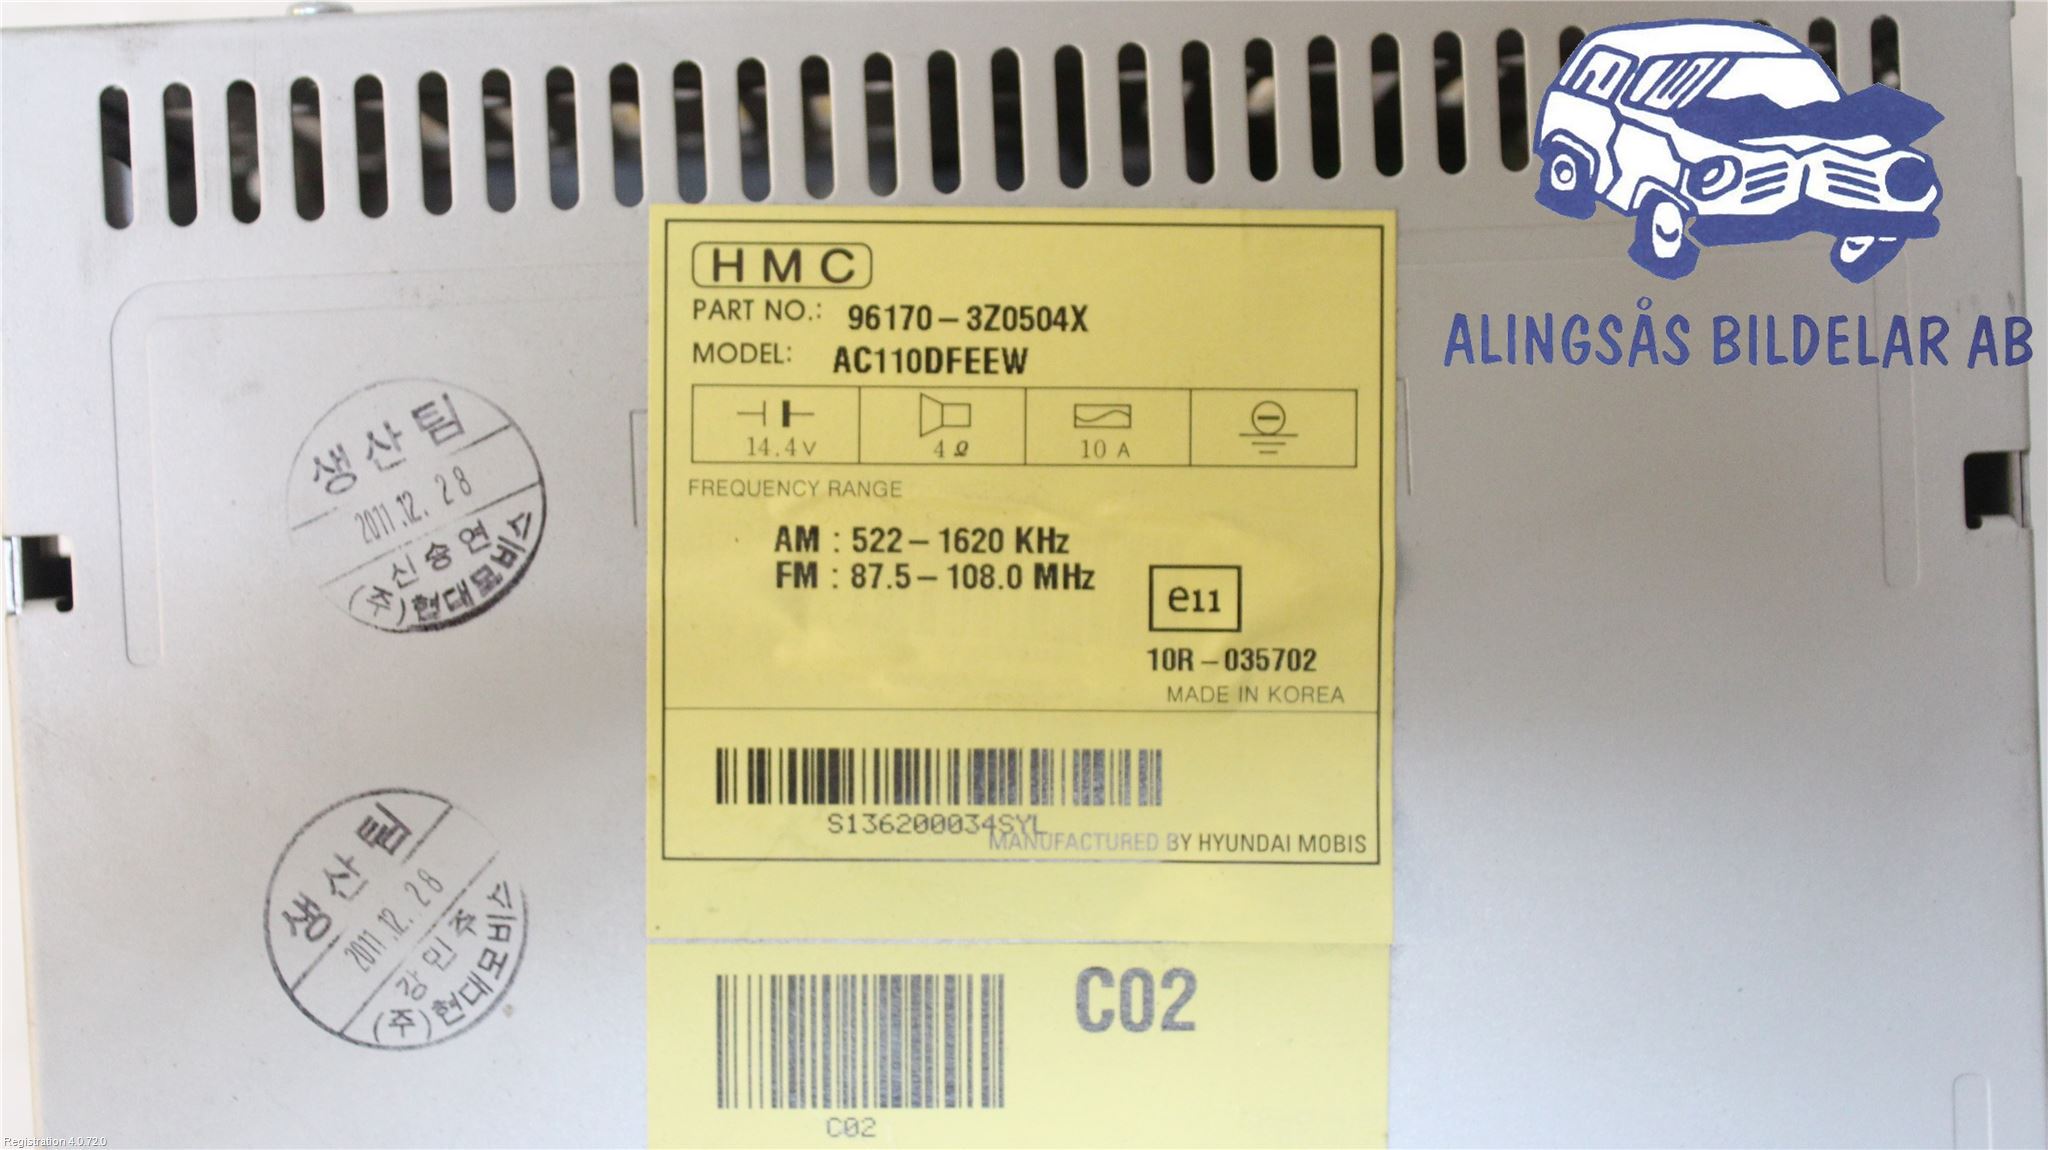 ALINGSÅS BILDELAR AB
HMC
PART NO.: 96170-3Z0504X
MODEL: AC110DFEEW
14.4V
4Ω
10 A
FREQUENCY RANGE
AM : 522-1620 KHz
FM : 87.5-108.0 MHz
e11
10R-035702
MADE IN KOREA
S136200034SYL
MANUFACTURED BY HYUNDAI MOBIS
C02
C02
생산팀
2011.12.28
신송연
(주)현대모비스
생산팀
2011.12.28
강민주
(주)현대모비스
Registration 4.0.72.0